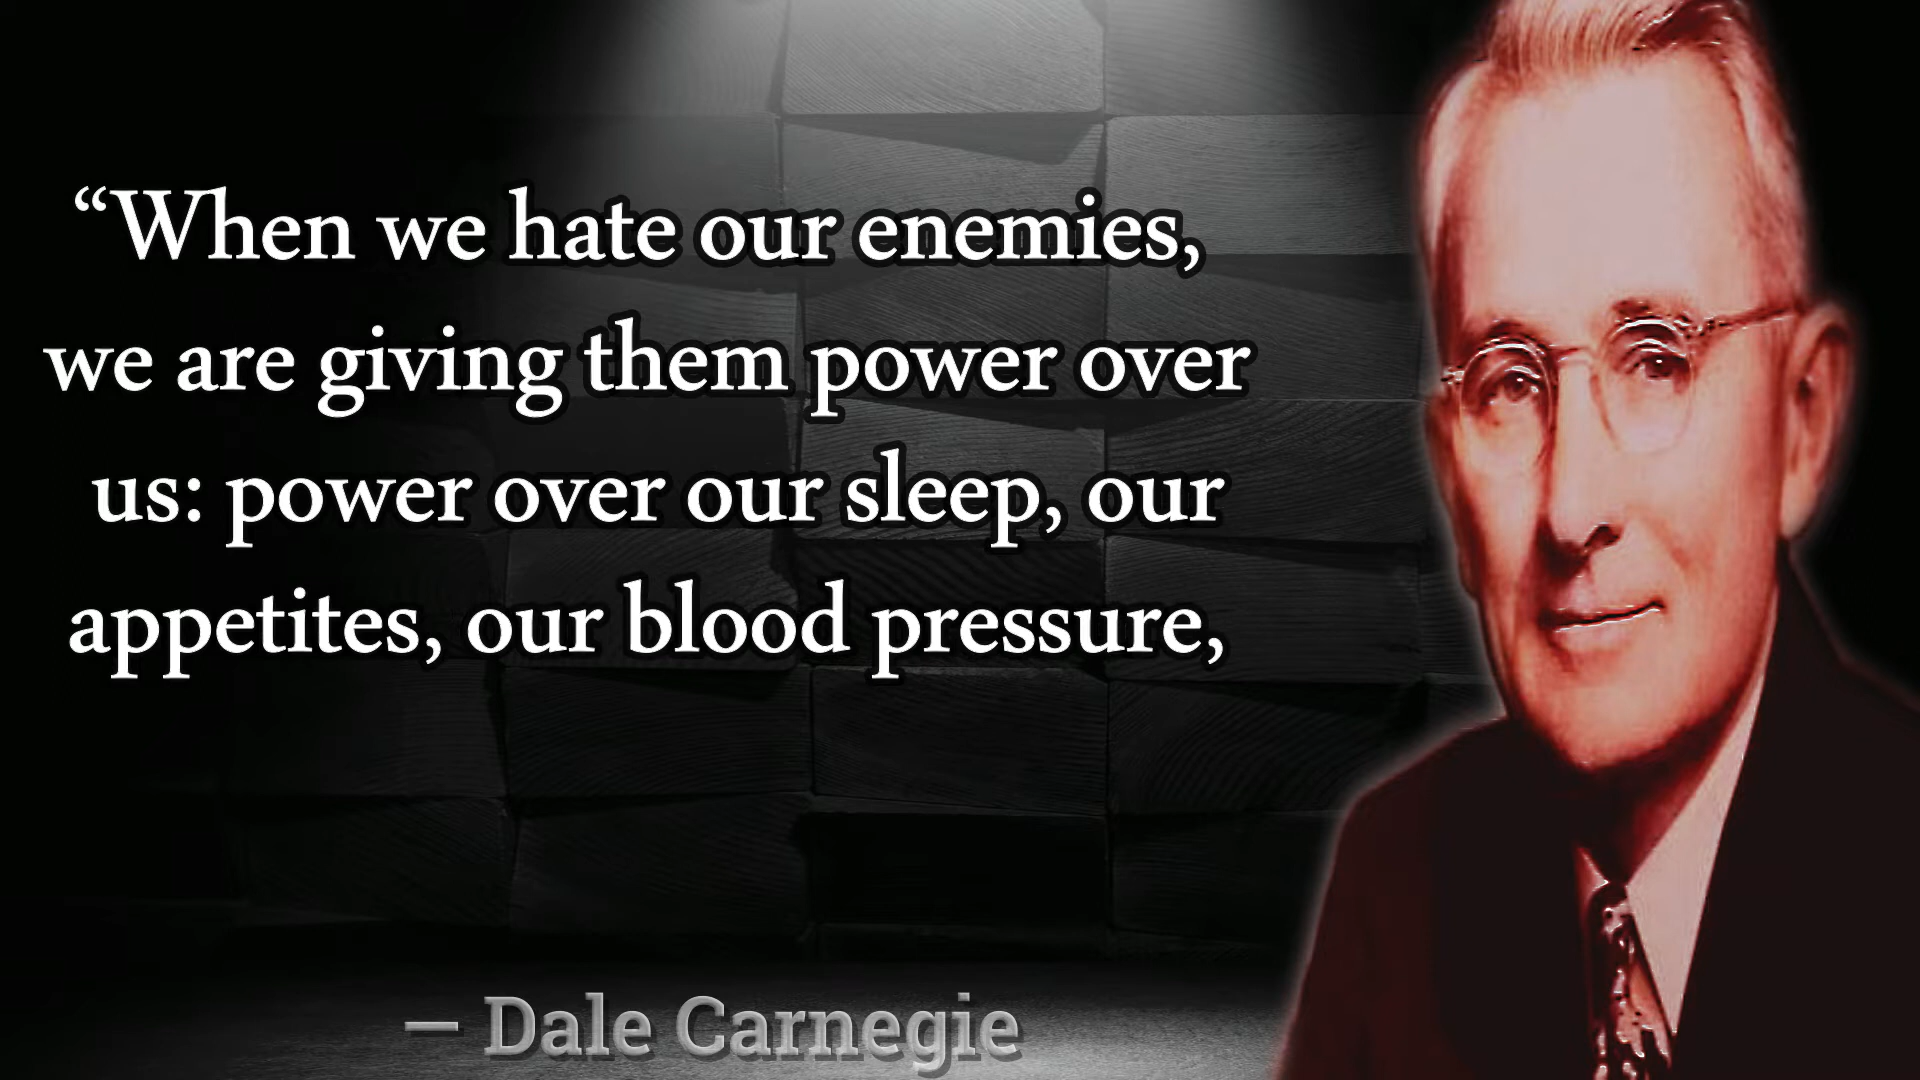 “When we hate our enemies,
we are giving them power over
us: power over our sleep, our
appetites, our blood pressure,
— Dale Carnegie